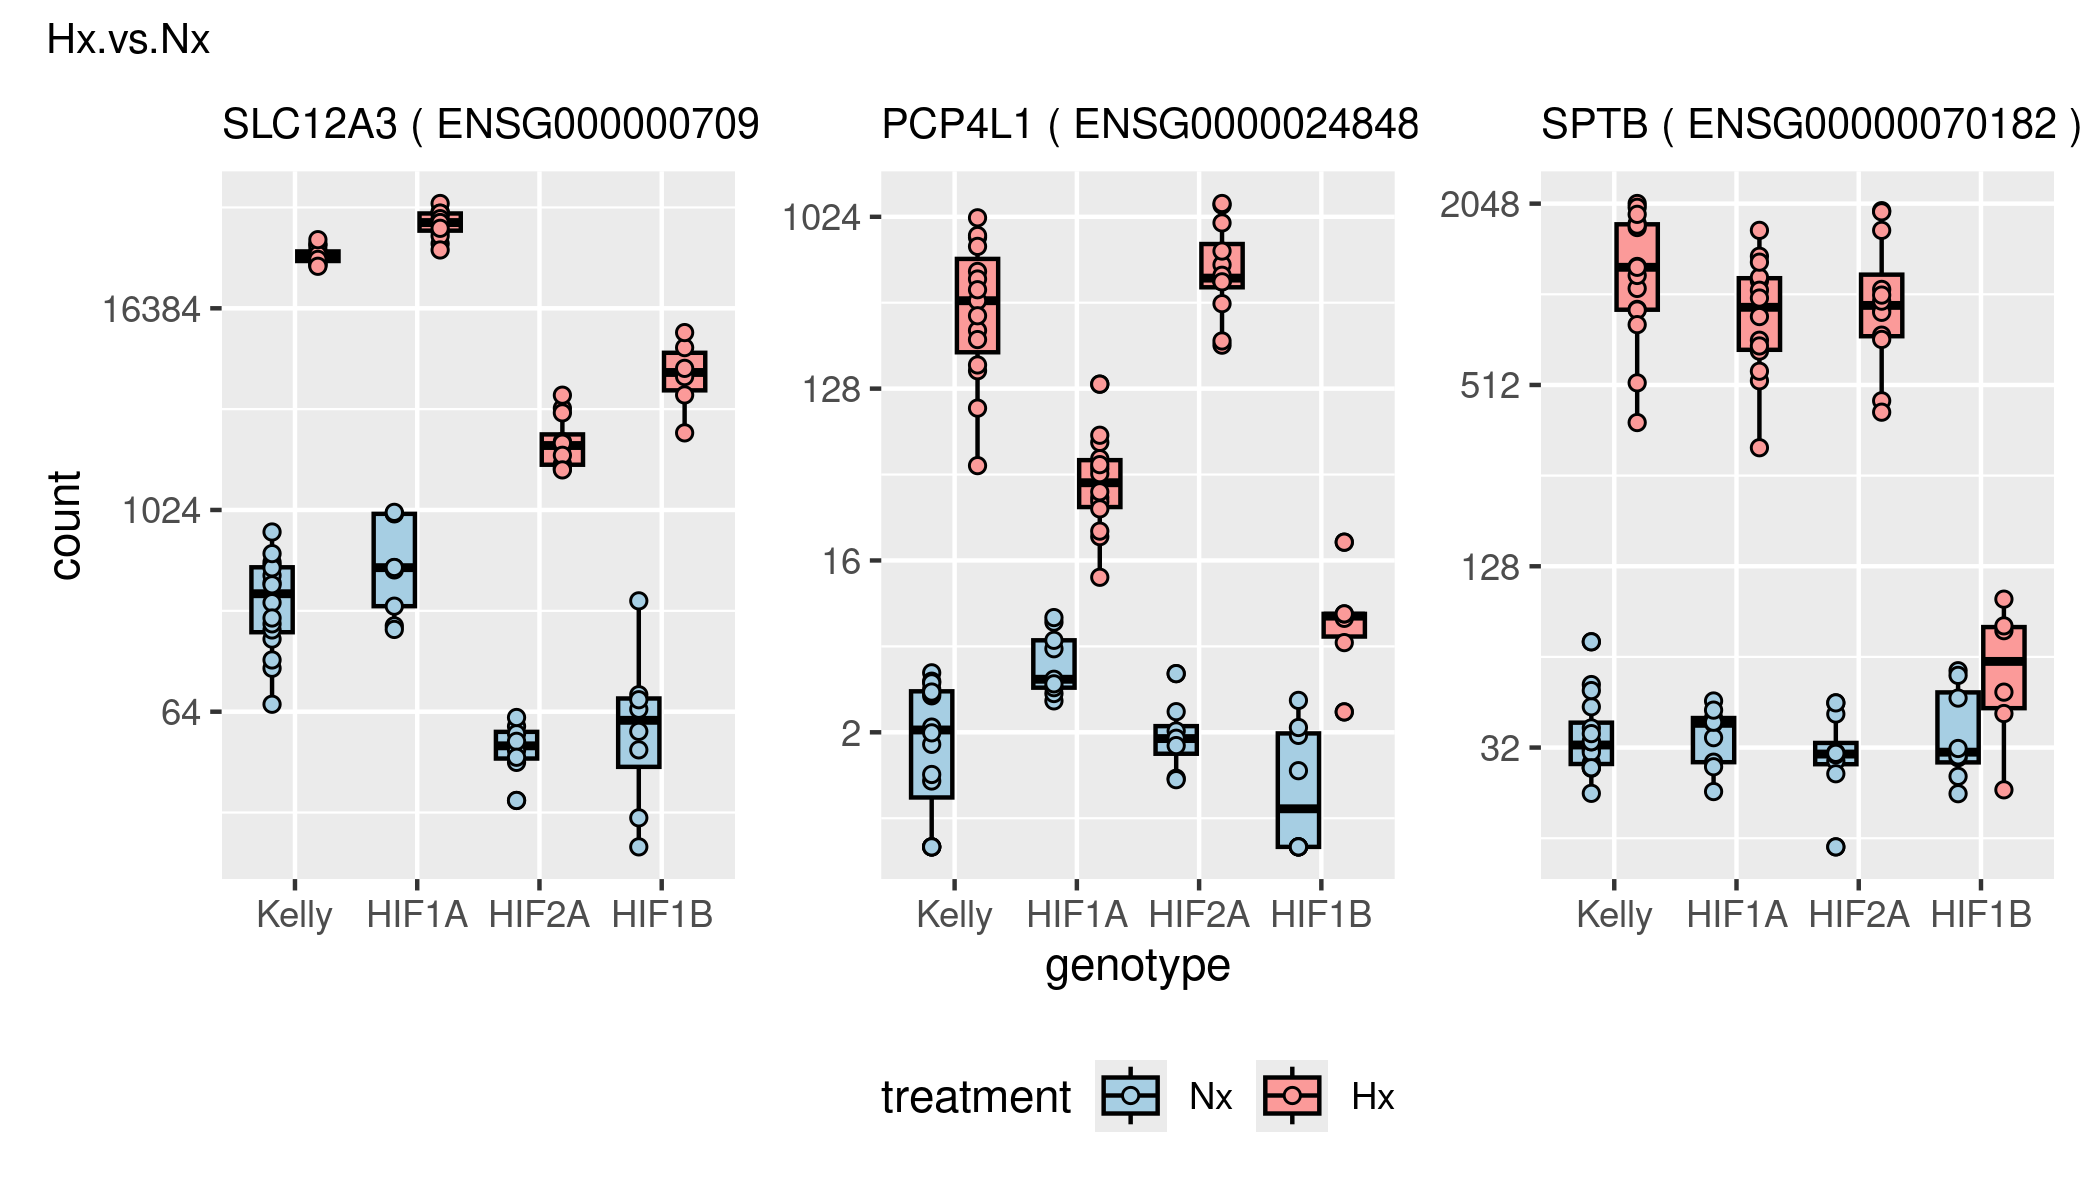 Hx.vs.Nx
SLC12A3 ( ENSG000000709
PCP4L1 ( ENSG0000024848
SPTB ( ENSG00000070182 )
count
16384
1024
64
1024
128
16
2
2048
512
128
32
Kelly HIF1A HIF2A HIF1B
Kelly HIF1A HIF2A HIF1B
Kelly HIF1A HIF2A HIF1B
genotype
treatment Nx Hx